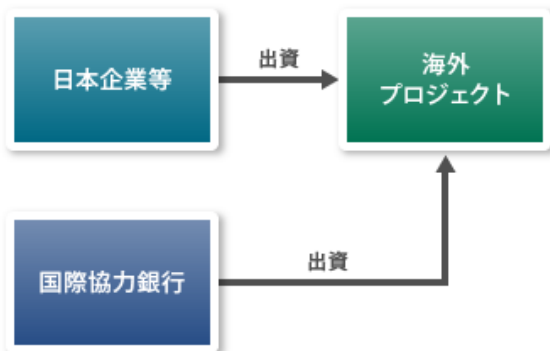 日本企業等
出資
海外
プロジェクト
国際協力銀行
出資